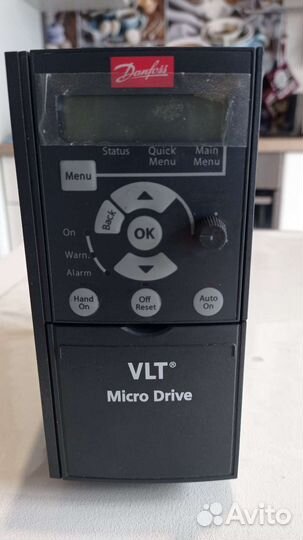 Danfoss
Status Quick Menu Main Menu
Menu
Back
OK
On
Warn.
Alarm
Hand On
Off Reset
Auto On
VLT®
Micro Drive
Avito